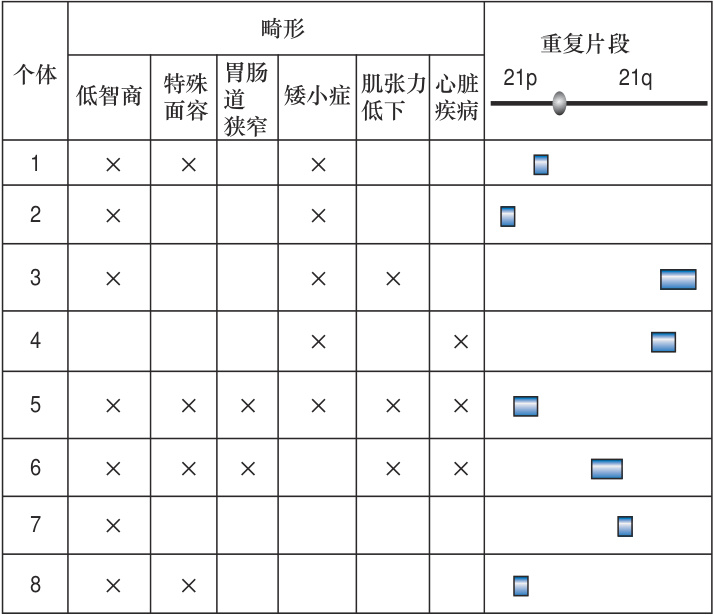 畸形
重复片段
个体
低智商
特殊
面容
胃肠
道
狭窄
矮小症
肌张力
低下
心脏
疾病
21p
21q
1 × × ×
2 × ×
3 × × ×
4 × ×
5 × × × × × ×
6 × × × × ×
7 ×
8 × ×